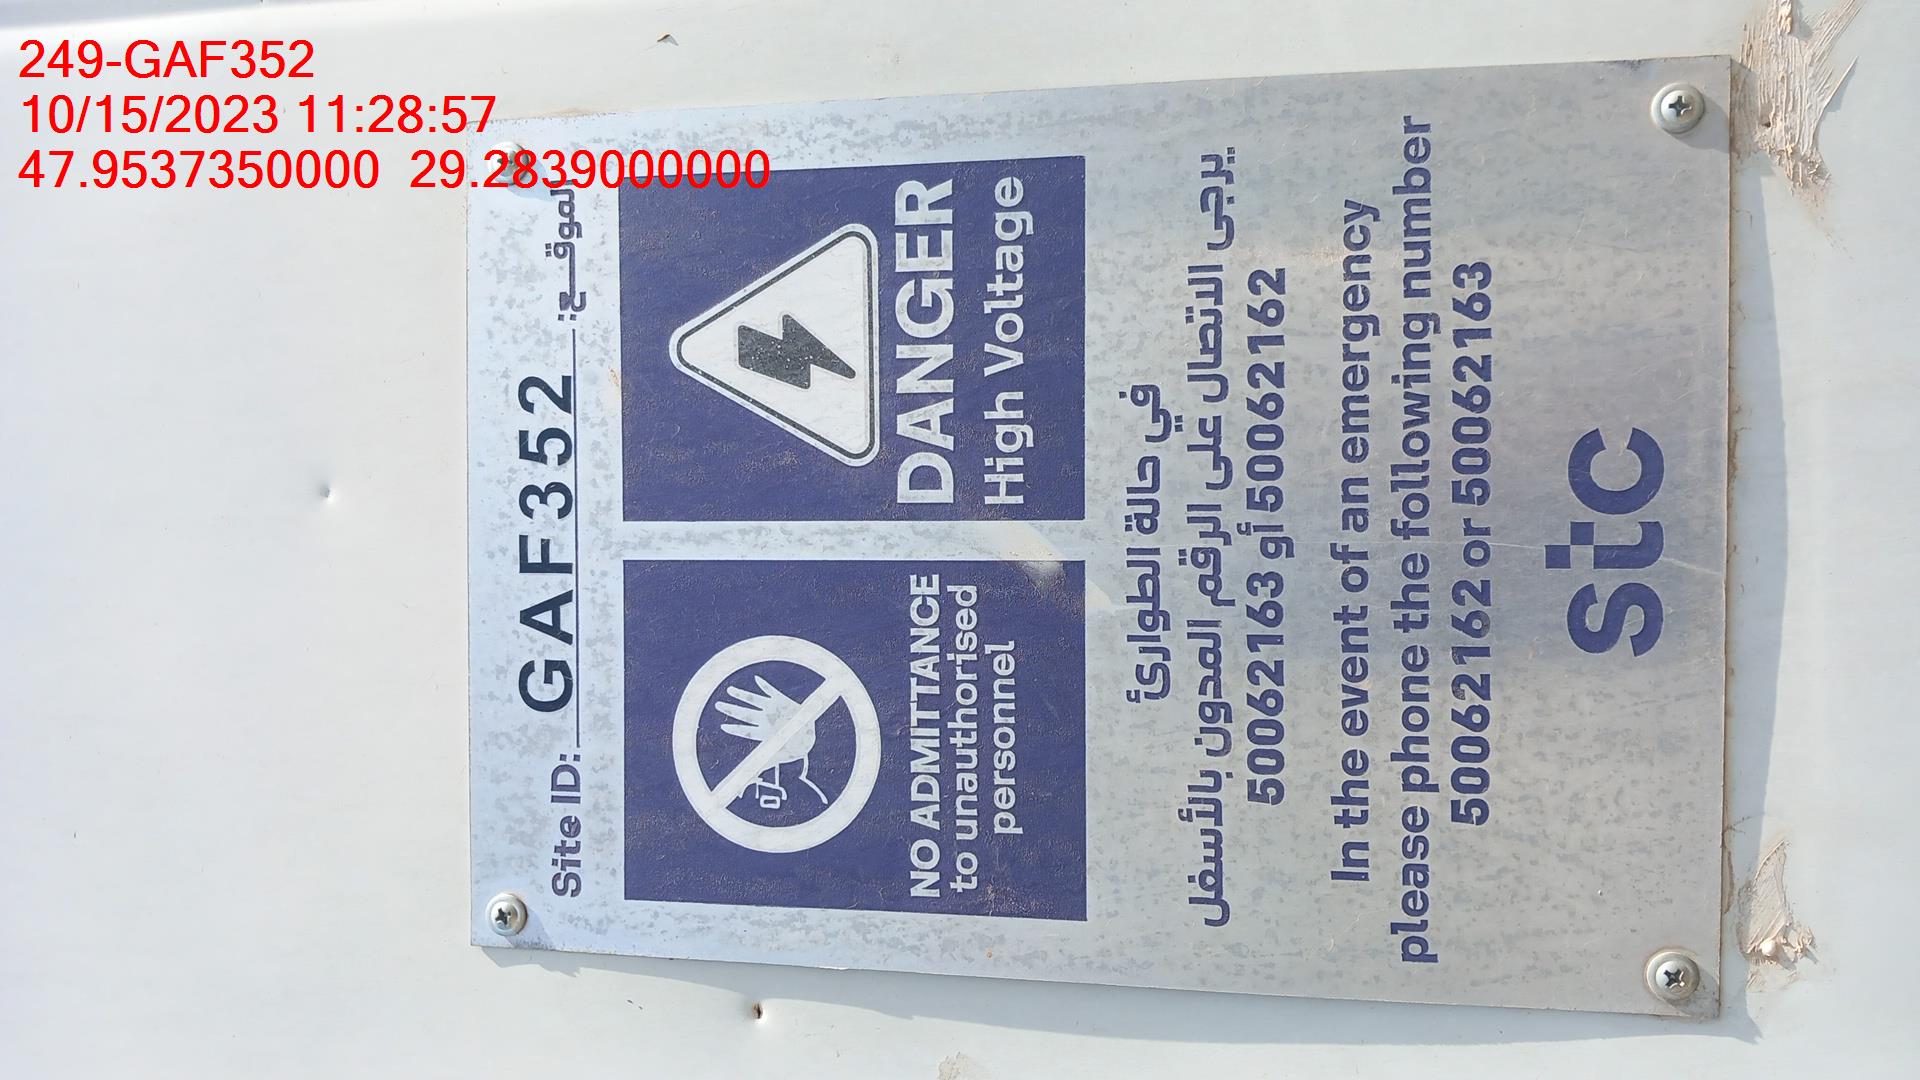 249-GAF352
10/15/2023 11:28:57
47.9537350000 29.2839000000
Site ID: GAF352 الموقـــع:
NO ADMITTANCE
to unauthorised
personnel
DANGER
High Voltage
في حالة الطوارئ
يرجى الاتصال على الرقم المدون بالأسفل
50062163 أو 50062162
In the event of an emergency
please phone the following number
50062162 or 50062163
stc